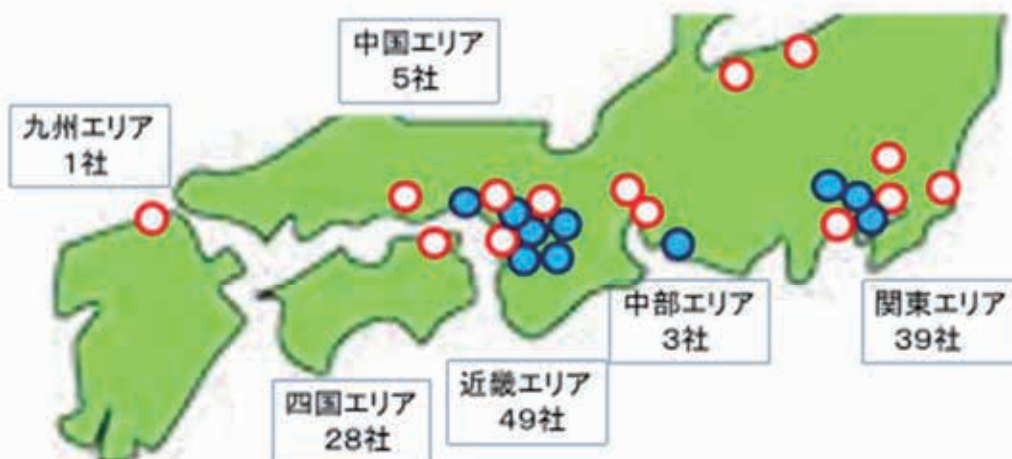 中国エリア
5社
九州エリア
1社
中部エリア
3社
関東エリア
39社
四国エリア
28社
近畿エリア
49社